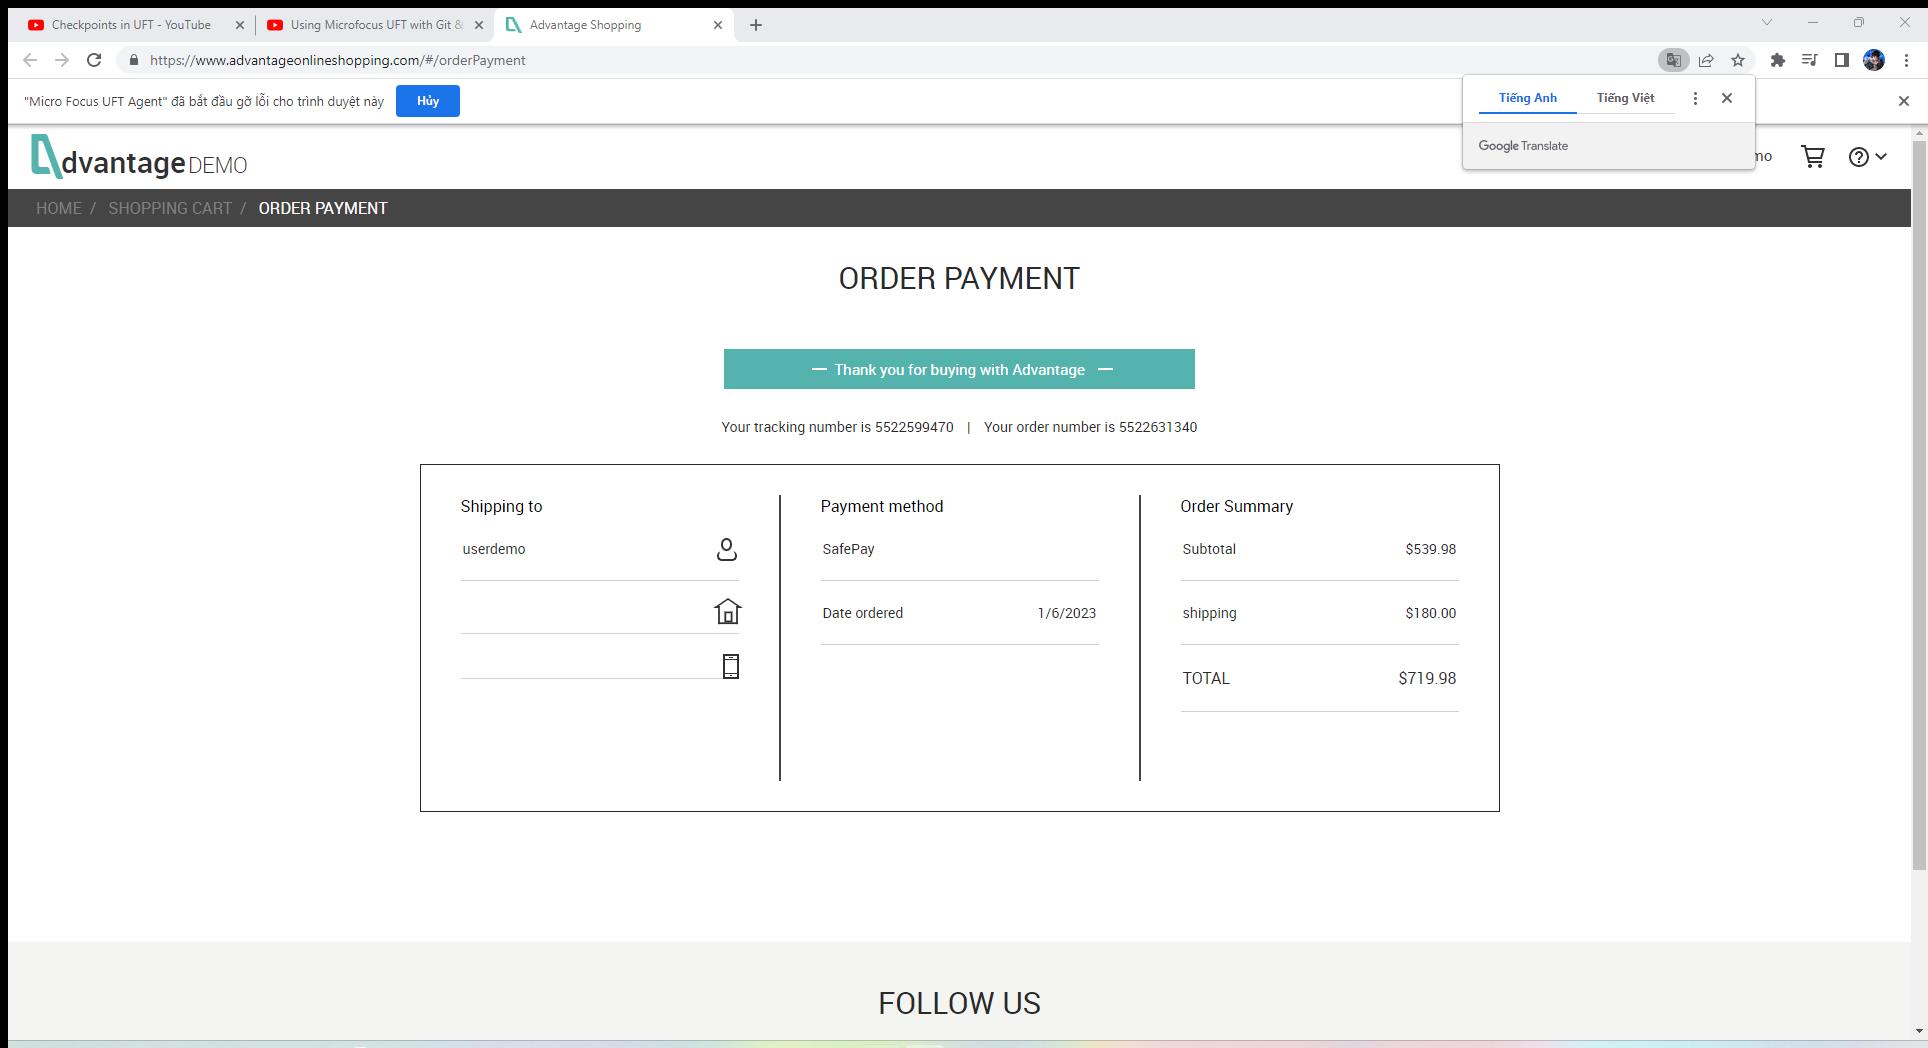 Checkpoints in UFT - YouTube
Using Microfocus UFT with Git &
Advantage Shopping
https://www.advantageonlineshopping.com/#/orderPayment
"Micro Focus UFT Agent" đã bắt đầu gỡ lỗi cho trình duyệt này
Hủy
Tiếng Anh
Tiếng Việt
Google Translate
dvantage DEMO
mo
HOME / SHOPPING CART / ORDER PAYMENT
ORDER PAYMENT
Thank you for buying with Advantage
Your tracking number is 5522599470 | Your order number is 5522631340
Shipping to
userdemo
Payment method
SafePay
Date ordered 1/6/2023
Order Summary
Subtotal $539.98
shipping $180.00
TOTAL $719.98
FOLLOW US